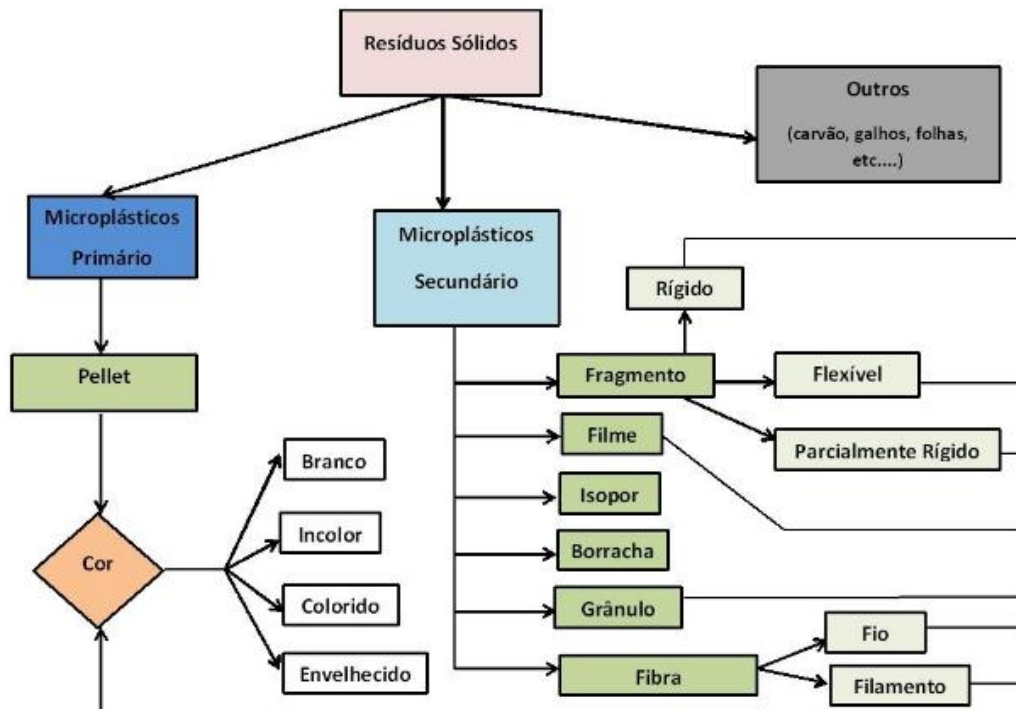 Resíduos Sólidos
Outros
(carvão, galhos, folhas,
etc....)
Microplásticos
Primário
Microplásticos
Secundário
Rígido
Pellet
Fragmento
Flexível
Filme
Parcialmente Rígido
Branco
Isopor
Incolor
Borracha
Cor
Colorido
Grânulo
Fio
Envelhecido
Fibra
Filamento